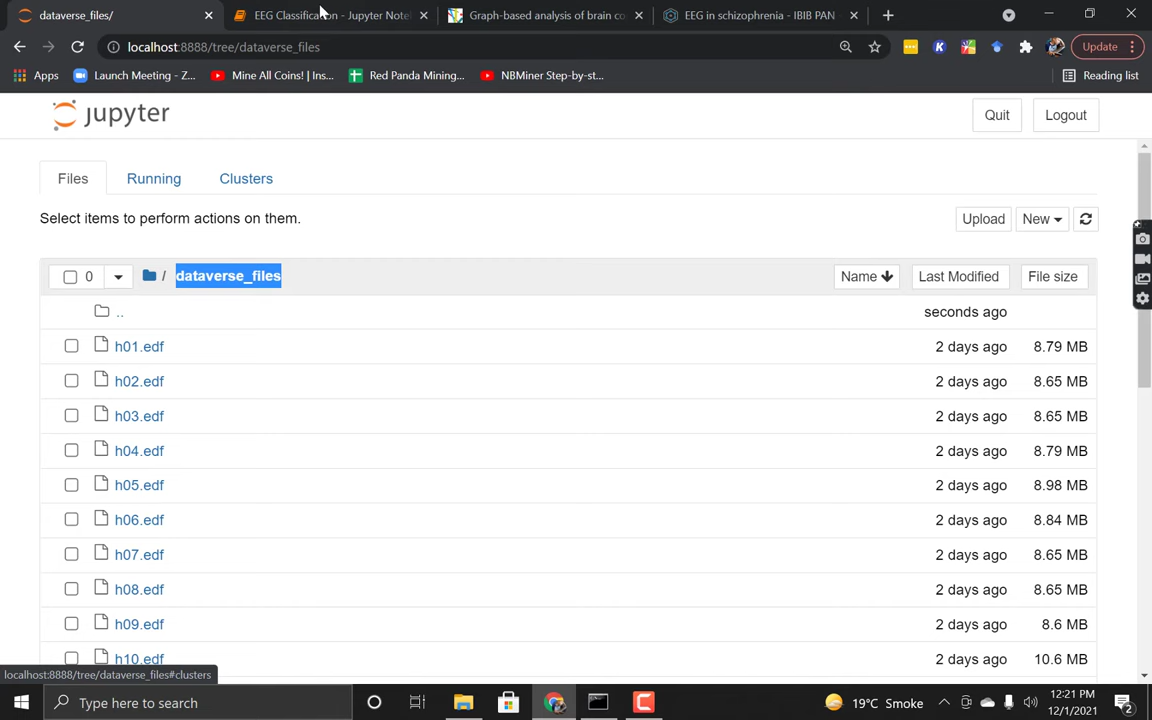 dataverse_files/
EEG Classification - Jupyter Note
Graph-based analysis of brain co
EEG in schizophrenia - IBIB PAN
localhost:8888/tree/dataverse_files
Update
Apps
Launch Meeting - Z...
Mine All Coins! | Ins...
Red Panda Mining...
NBMiner Step-by-st...
Reading list
jupyter
Quit
Logout
Files
Running
Clusters
Select items to perform actions on them.
Upload
New
0
/ dataverse_files
Name
Last Modified
File size
..
seconds ago
h01.edf 2 days ago 8.79 MB
h02.edf 2 days ago 8.65 MB
h03.edf 2 days ago 8.65 MB
h04.edf 2 days ago 8.79 MB
h05.edf 2 days ago 8.98 MB
h06.edf 2 days ago 8.84 MB
h07.edf 2 days ago 8.65 MB
h08.edf 2 days ago 8.65 MB
h09.edf 2 days ago 8.6 MB
h10.edf 2 days ago 10.6 MB
localhost:8888/tree/dataverse_files#clusters
Type here to search
19°C Smoke
12:21 PM
12/1/2021
2